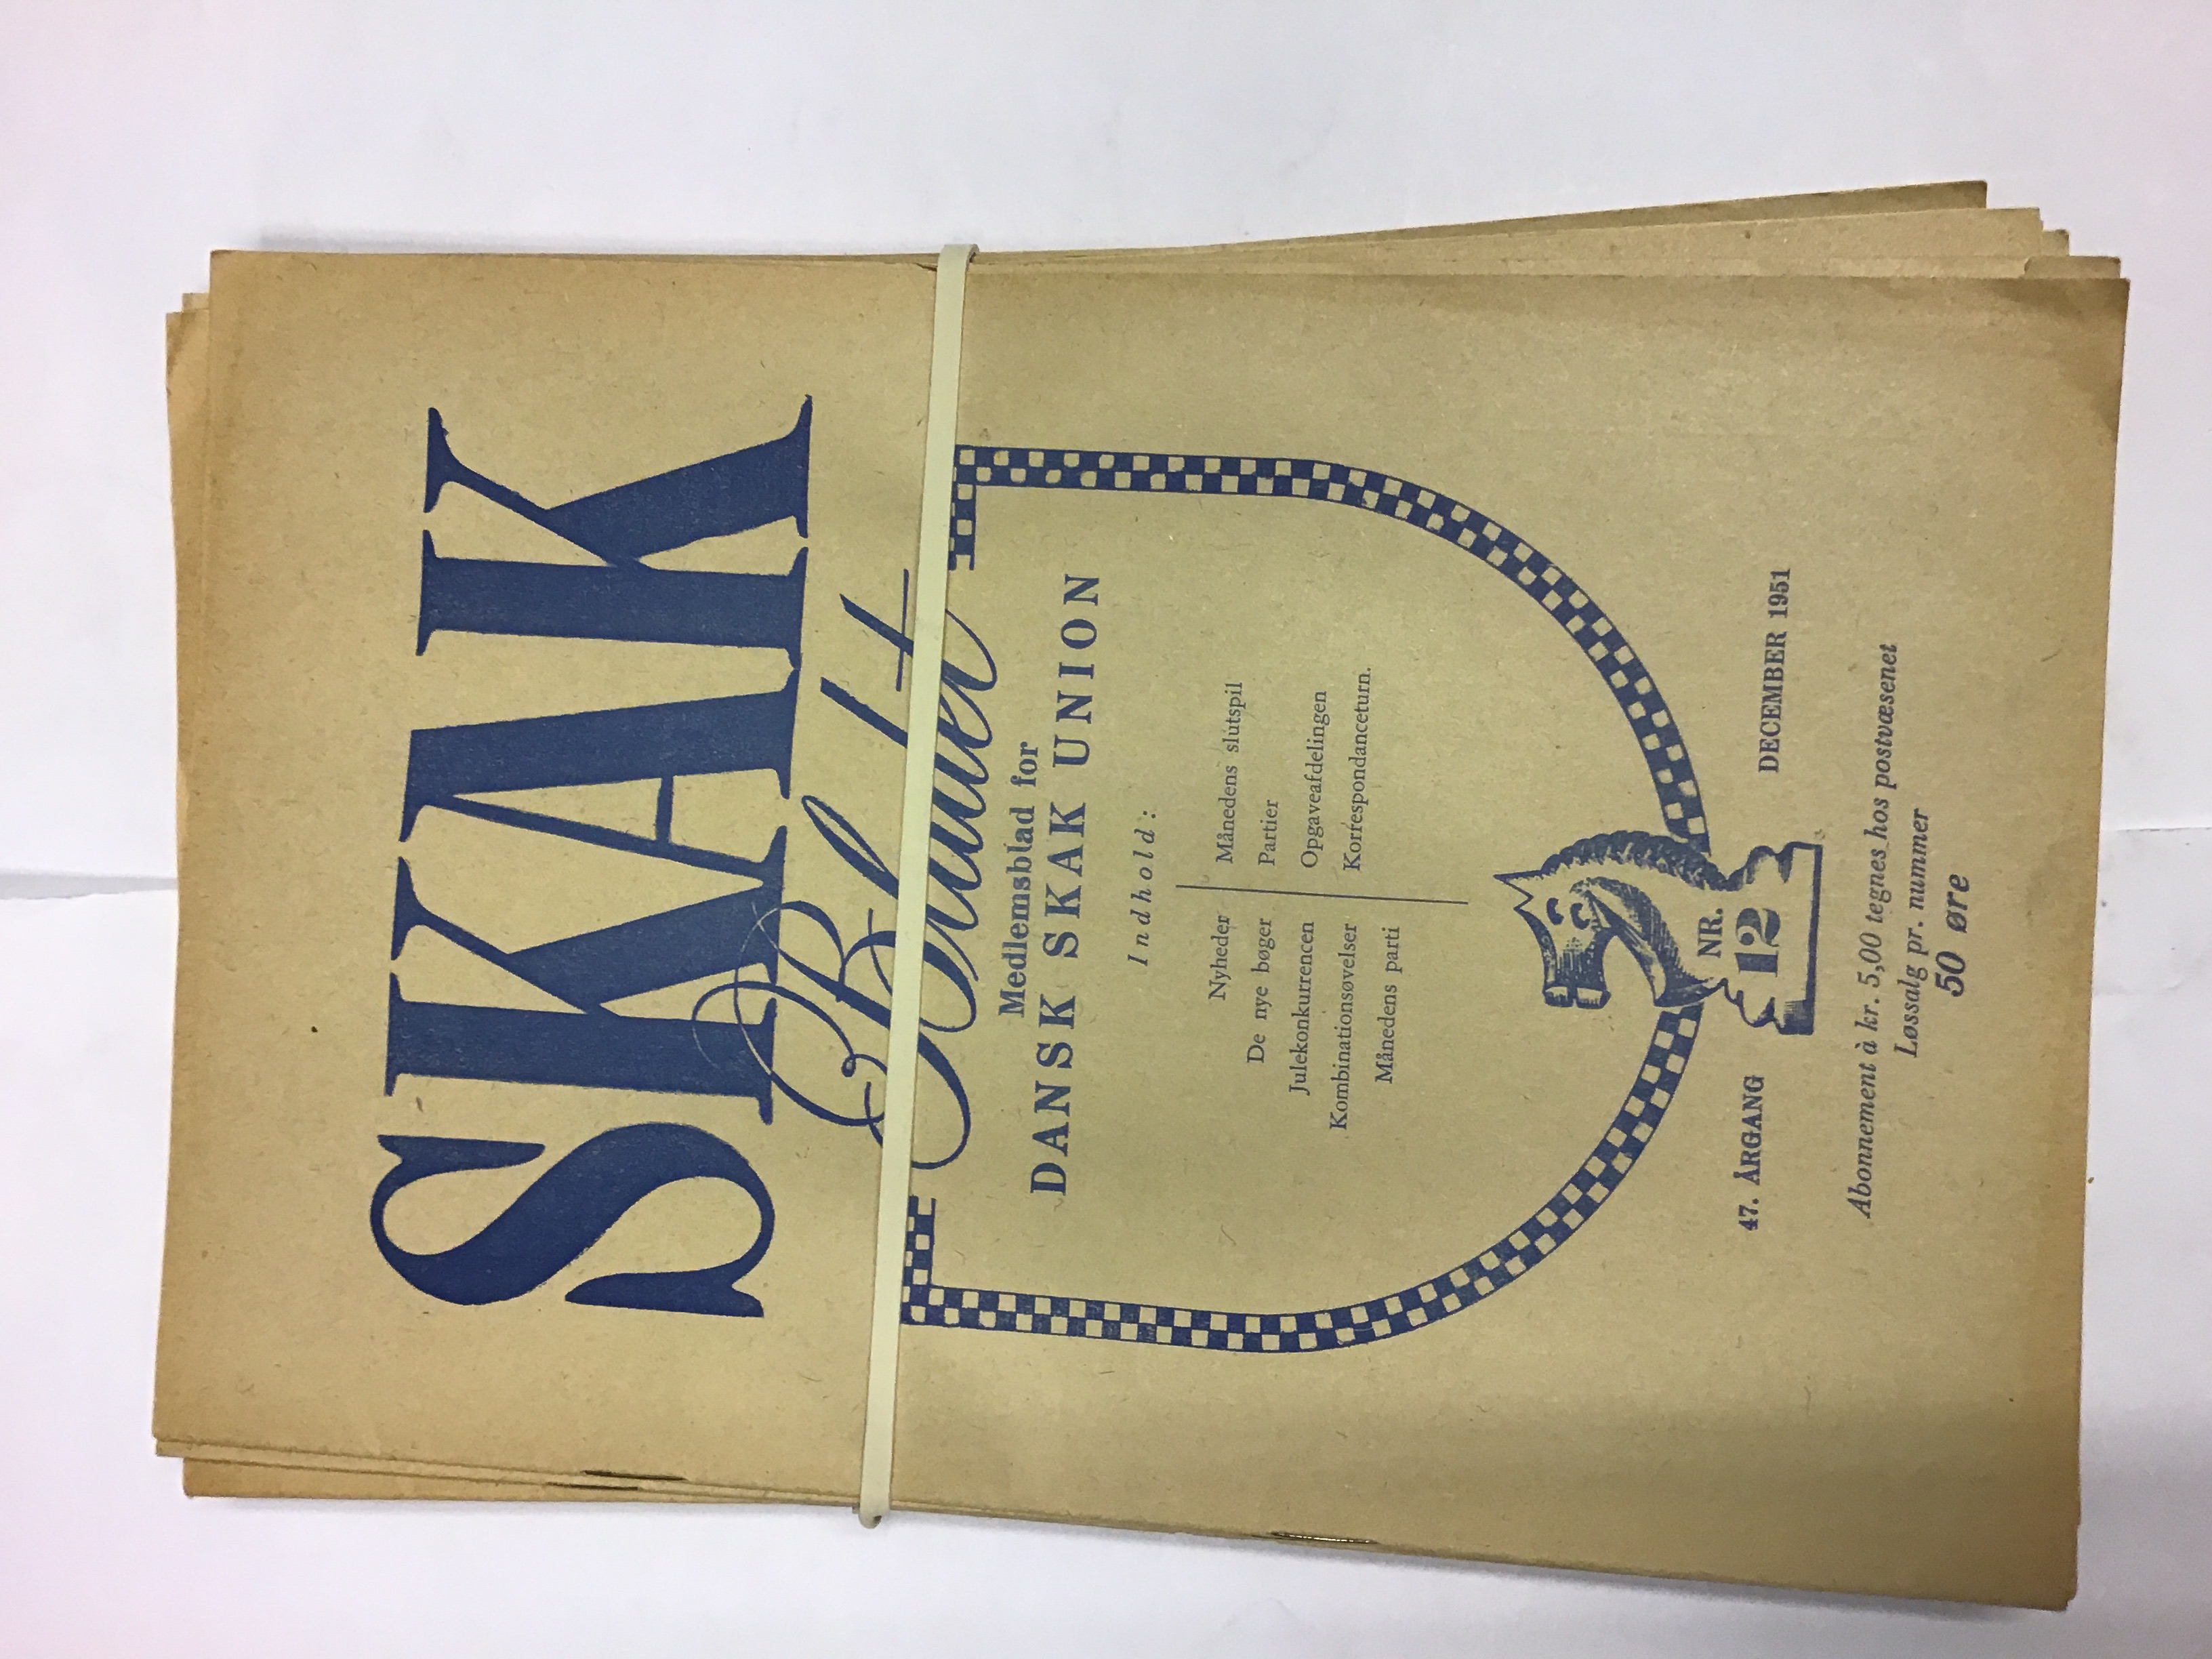 SKAK
Bladet
Medlemsblad for
DANSK SKAK UNION
Indhold:
Nyheder
De nye bøger
Julekonkurrencen
Kombinationsøvelser
Månedens parti
Månedens slutspil
Partier
Opgaveafdelingen
Korrespondanceturn.
47. ÅRGANG
NR.
12
DECEMBER 1951
Abonnement à kr. 5,00 tegnes hos postvæsenet
Løssalg pr. nummer
50 øre